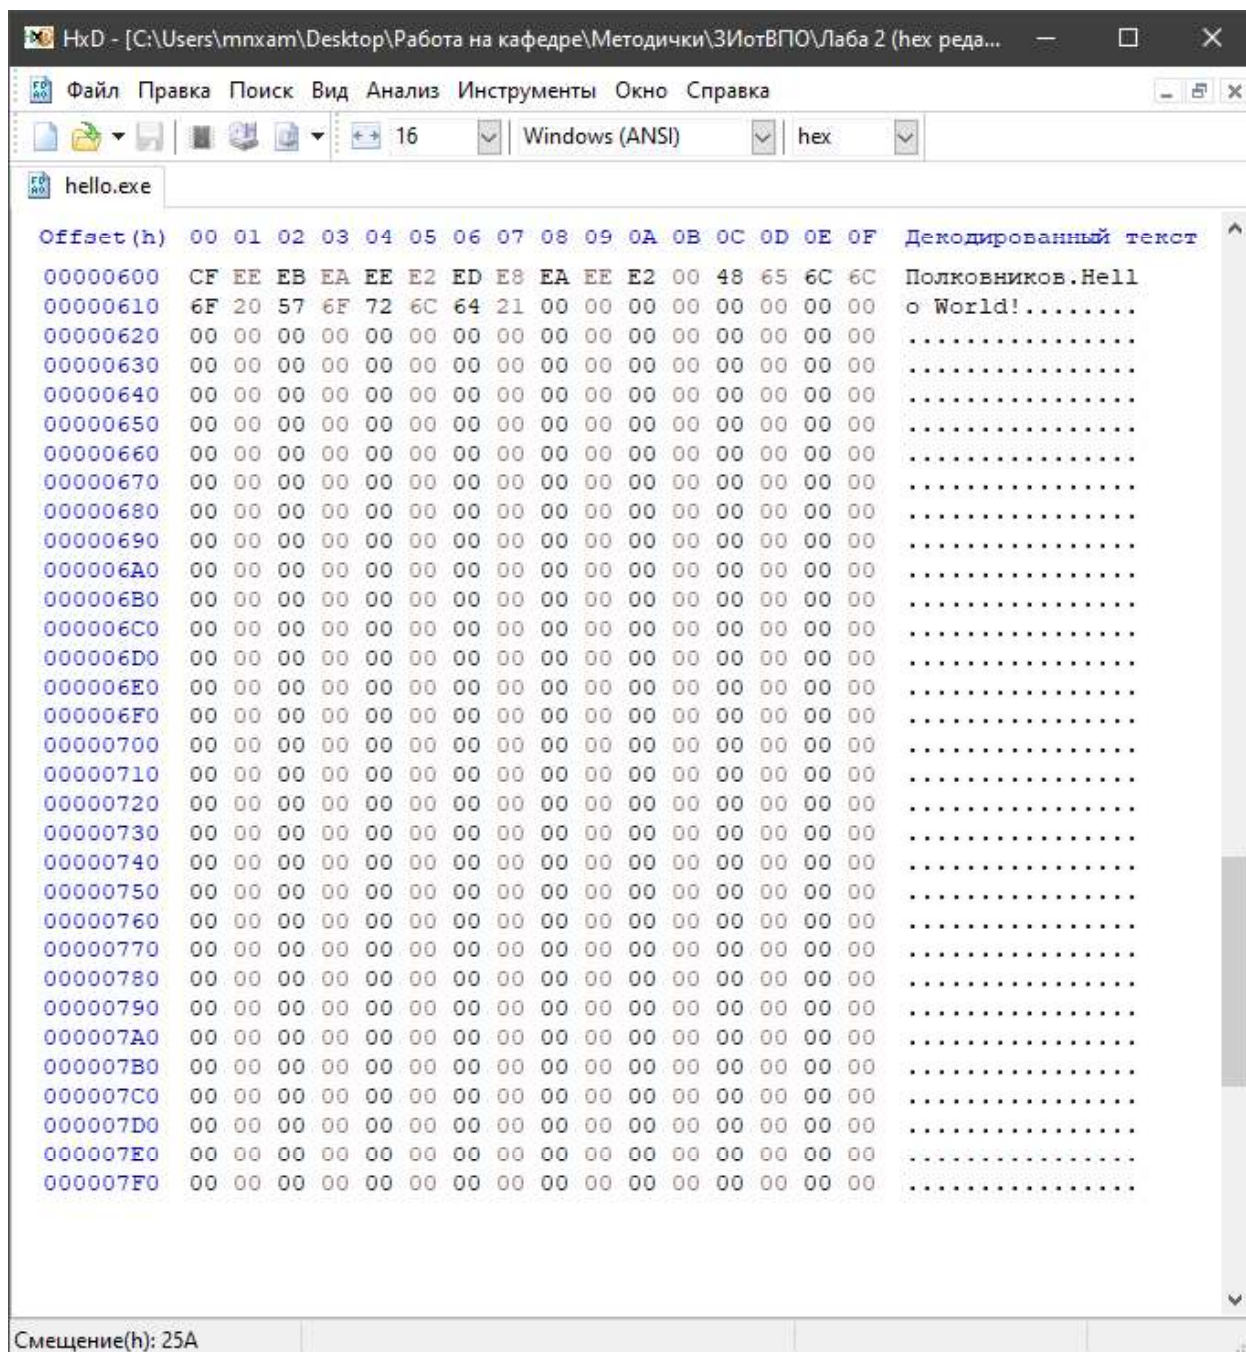 HxD - [C:\Users\mnxam\Desktop\Работа на кафедре\Методички\ЗИотВПО\Лаба 2 (hex реда...
Файл Правка Поиск Вид Анализ Инструменты Окно Справка
16 Windows (ANSI) hex
hello.exe
Offset(h) 00 01 02 03 04 05 06 07 08 09 0A 0B 0C 0D 0E 0F Декодированный текст
00000600 CF EE EB EA EE E2 ED E8 EA EE E2 00 48 65 6C 6C Полковников.Hell
00000610 6F 20 57 6F 72 6C 64 21 00 00 00 00 00 00 00 00 o World!........
00000620 00 00 00 00 00 00 00 00 00 00 00 00 00 00 00 00 ................
00000630 00 00 00 00 00 00 00 00 00 00 00 00 00 00 00 00 ................
00000640 00 00 00 00 00 00 00 00 00 00 00 00 00 00 00 00 ................
00000650 00 00 00 00 00 00 00 00 00 00 00 00 00 00 00 00 ................
00000660 00 00 00 00 00 00 00 00 00 00 00 00 00 00 00 00 ................
00000670 00 00 00 00 00 00 00 00 00 00 00 00 00 00 00 00 ................
00000680 00 00 00 00 00 00 00 00 00 00 00 00 00 00 00 00 ................
00000690 00 00 00 00 00 00 00 00 00 00 00 00 00 00 00 00 ................
000006A0 00 00 00 00 00 00 00 00 00 00 00 00 00 00 00 00 ................
000006B0 00 00 00 00 00 00 00 00 00 00 00 00 00 00 00 00 ................
000006C0 00 00 00 00 00 00 00 00 00 00 00 00 00 00 00 00 ................
000006D0 00 00 00 00 00 00 00 00 00 00 00 00 00 00 00 00 ................
000006E0 00 00 00 00 00 00 00 00 00 00 00 00 00 00 00 00 ................
000006F0 00 00 00 00 00 00 00 00 00 00 00 00 00 00 00 00 ................
00000700 00 00 00 00 00 00 00 00 00 00 00 00 00 00 00 00 ................
00000710 00 00 00 00 00 00 00 00 00 00 00 00 00 00 00 00 ................
00000720 00 00 00 00 00 00 00 00 00 00 00 00 00 00 00 00 ................
00000730 00 00 00 00 00 00 00 00 00 00 00 00 00 00 00 00 ................
00000740 00 00 00 00 00 00 00 00 00 00 00 00 00 00 00 00 ................
00000750 00 00 00 00 00 00 00 00 00 00 00 00 00 00 00 00 ................
00000760 00 00 00 00 00 00 00 00 00 00 00 00 00 00 00 00 ................
00000770 00 00 00 00 00 00 00 00 00 00 00 00 00 00 00 00 ................
00000780 00 00 00 00 00 00 00 00 00 00 00 00 00 00 00 00 ................
00000790 00 00 00 00 00 00 00 00 00 00 00 00 00 00 00 00 ................
000007A0 00 00 00 00 00 00 00 00 00 00 00 00 00 00 00 00 ................
000007B0 00 00 00 00 00 00 00 00 00 00 00 00 00 00 00 00 ................
000007C0 00 00 00 00 00 00 00 00 00 00 00 00 00 00 00 00 ................
000007D0 00 00 00 00 00 00 00 00 00 00 00 00 00 00 00 00 ................
000007E0 00 00 00 00 00 00 00 00 00 00 00 00 00 00 00 00 ................
000007F0 00 00 00 00 00 00 00 00 00 00 00 00 00 00 00 00 ................
Смещение(h): 25A